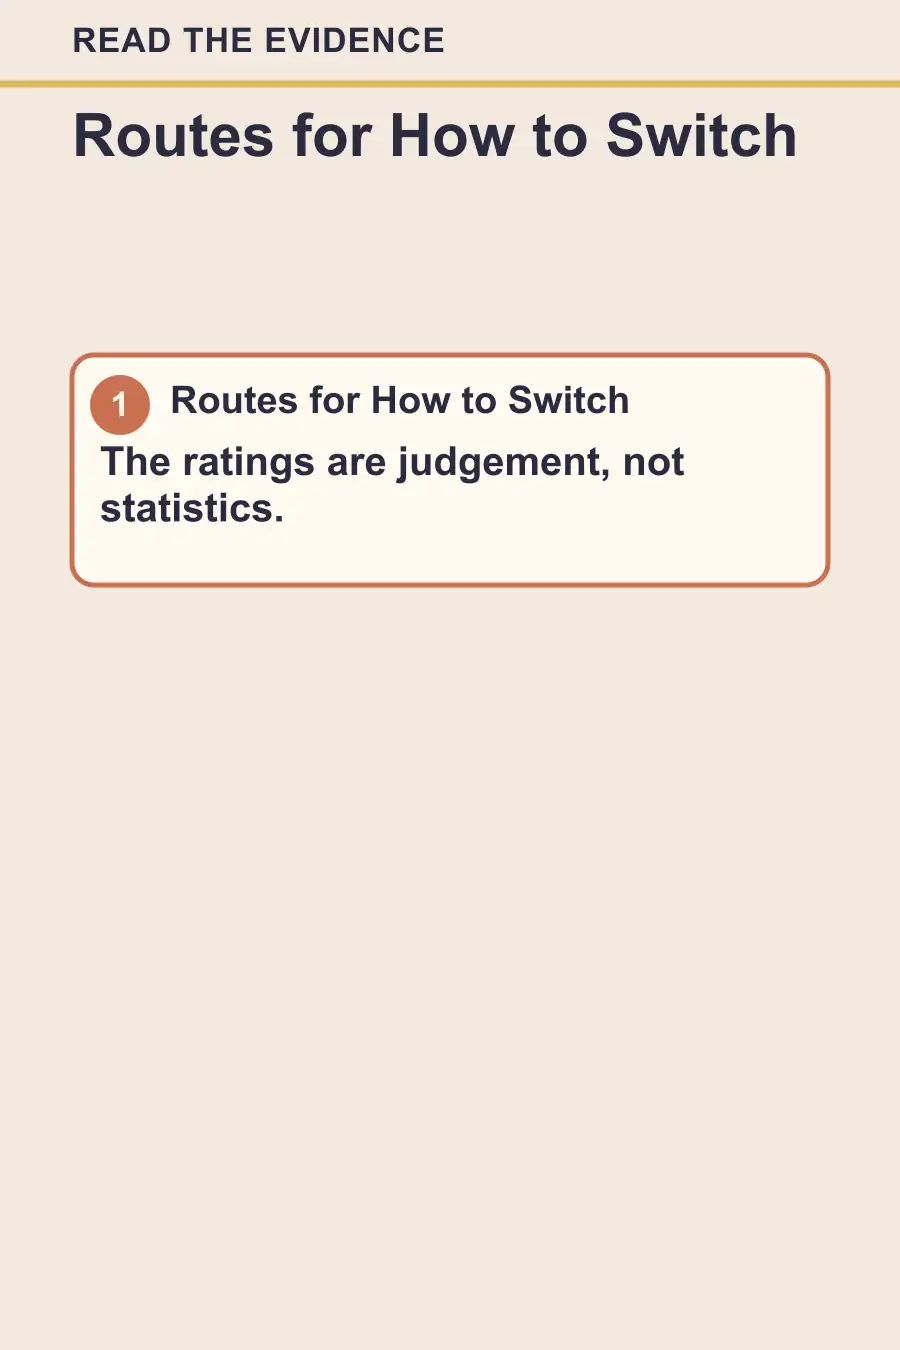 READ THE EVIDENCE
Routes for How to Switch
1 Routes for How to Switch
The ratings are judgement, not
statistics.